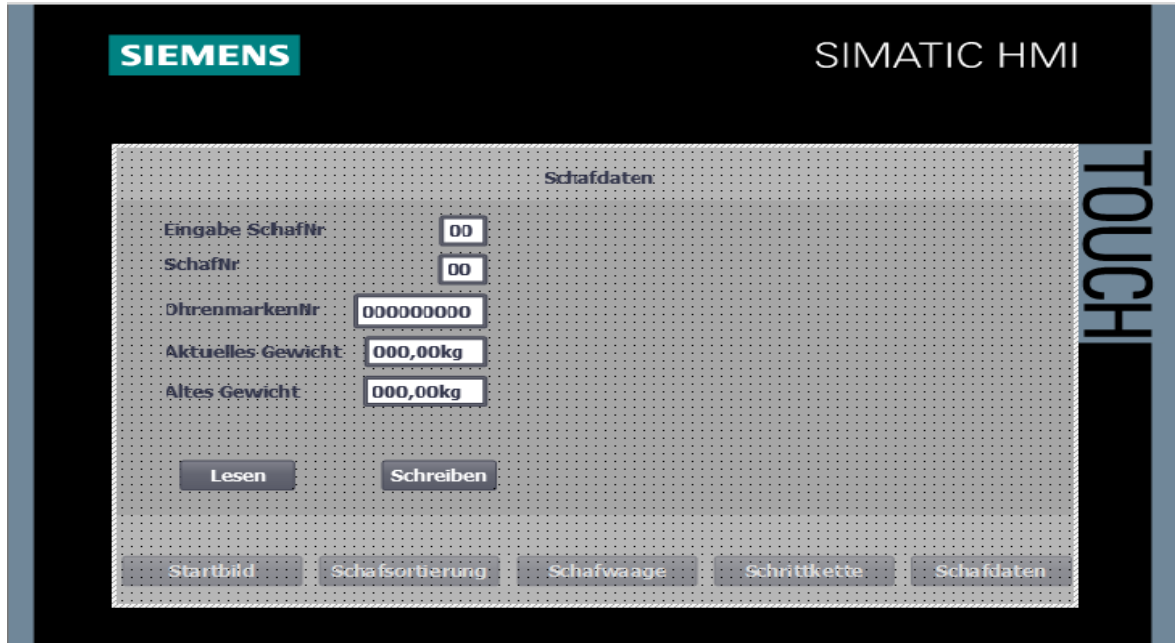 SIEMENS
SIMATIC HMI
TOUCH
Schafdaten
Eingabe SchafNr 00
SchafNr 00
OhrenmarkenNr 000000000
Aktuelles Gewicht 000,00kg
Altes Gewicht 000,00kg
Lesen Schreiben
Startbild Schafsortierung Schafwaage Schrittkette Schafdaten